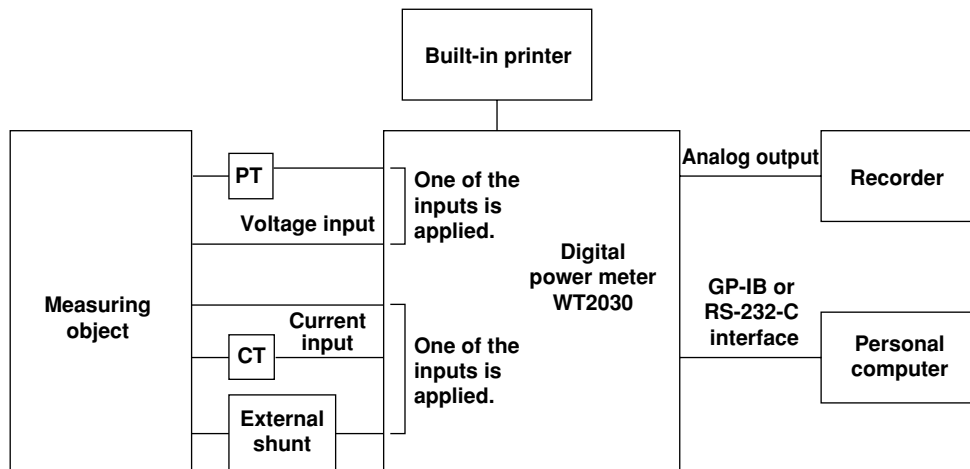 Built-in printer
Measuring
object
PT
Voltage input
One of the
inputs is
applied.
Current
input
CT
External
shunt
One of the
inputs is
applied.
Digital
power meter
WT2030
Analog output
Recorder
GP-IB or
RS-232-C
interface
Personal
computer